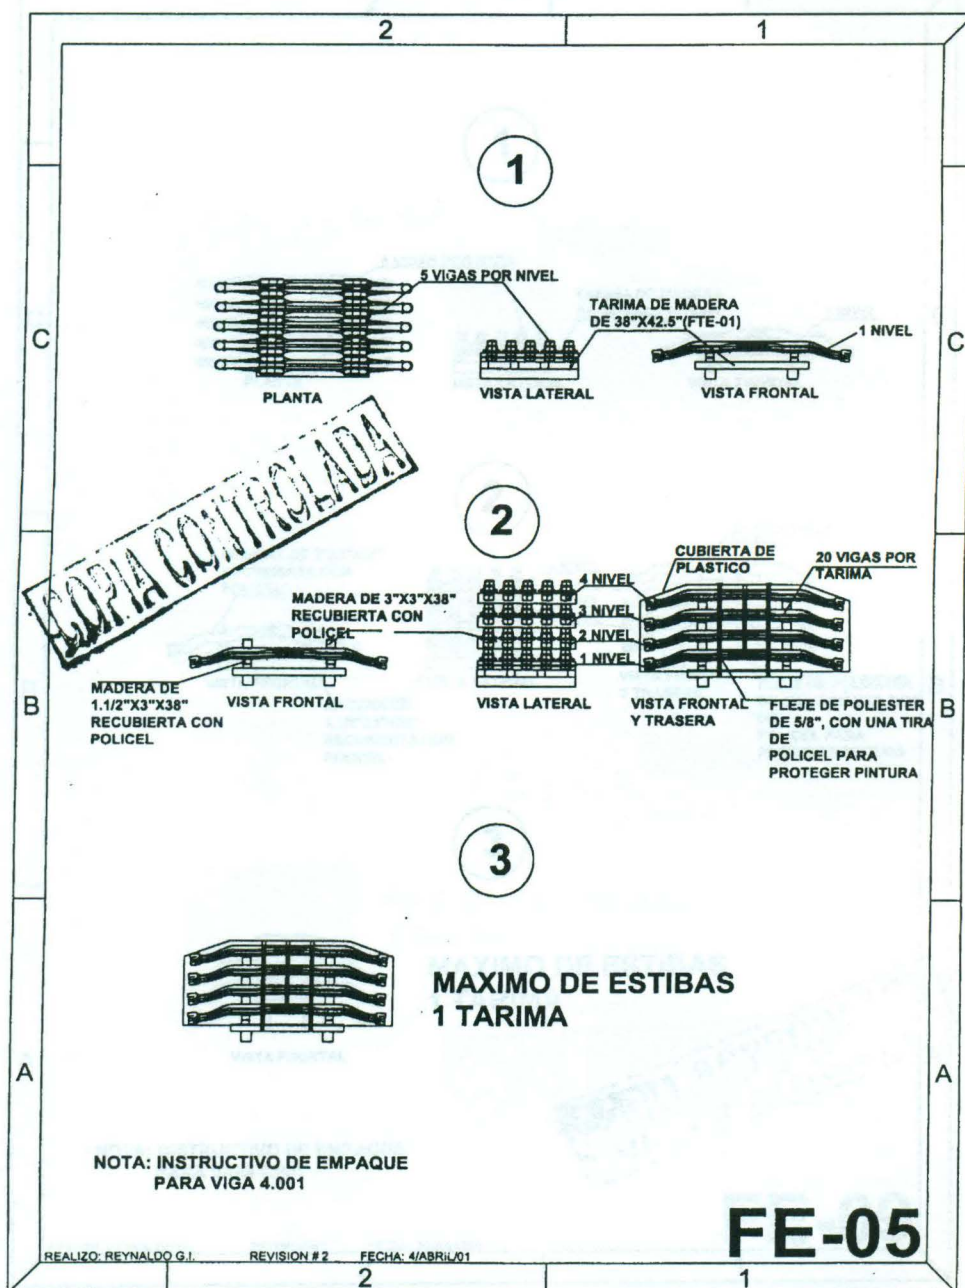 2
1
1
5 VIGAS POR NIVEL
TARIMA DE MADERA
DE 38"X42.5"(FTE-01)
1 NIVEL
C
C
PLANTA
VISTA LATERAL
VISTA FRONTAL
COPIA CONTROLADA
2
CUBIERTA DE
PLASTICO
20 VIGAS POR
TARIMA
MADERA DE 3"X3"X38"
RECUBIERTA CON
POLICEL
4 NIVEL
3 NIVEL
2 NIVEL
1 NIVEL
MADERA DE
1.1/2"X3"X38"
RECUBIERTA CON
POLICEL
VISTA FRONTAL
VISTA LATERAL
VISTA FRONTAL
Y TRASERA
FLEJE DE POLIESTER
DE 5/8", CON UNA TIRA
DE
POLICEL PARA
PROTEGER PINTURA
B
B
3
MAXIMO DE ESTIBAS
1 TARIMA
A
A
NOTA: INSTRUCTIVO DE EMPAQUE
PARA VIGA 4.001
FE-05
REALIZO: REYNALDO G.I. REVISION # 2 FECHA: 4/ABRIL/01
2
1